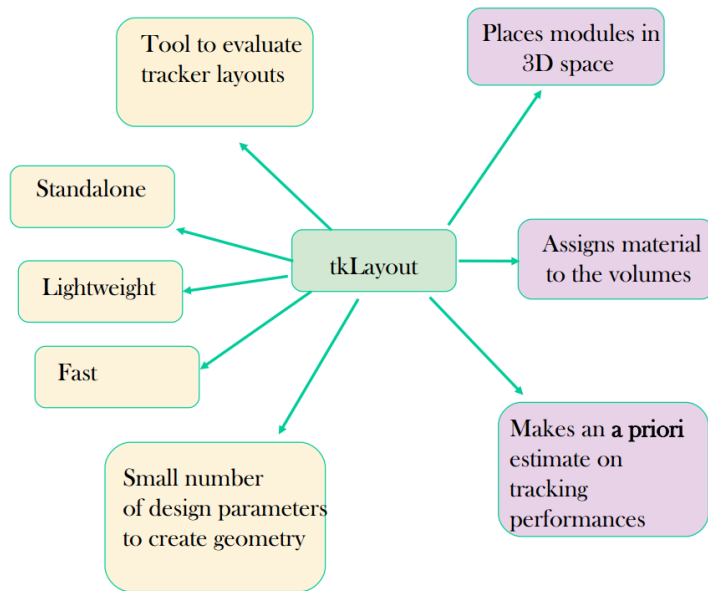 Tool to evaluate
tracker layouts
Places modules in
3D space
Standalone
tkLayout
Assigns material
to the volumes
Lightweight
Fast
Small number
of design parameters
to create geometry
Makes an a priori
estimate on
tracking
performances